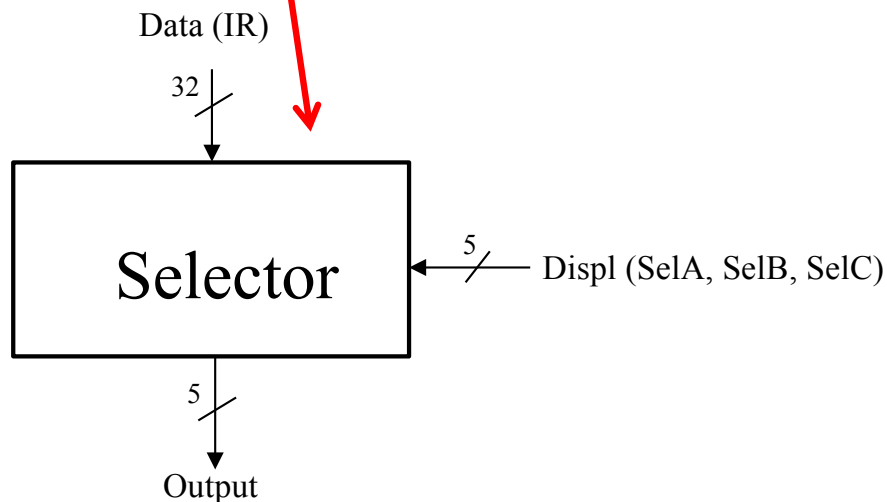 Data (IR)
32
Selector
5
Displ (SelA, SelB, SelC)
5
Output